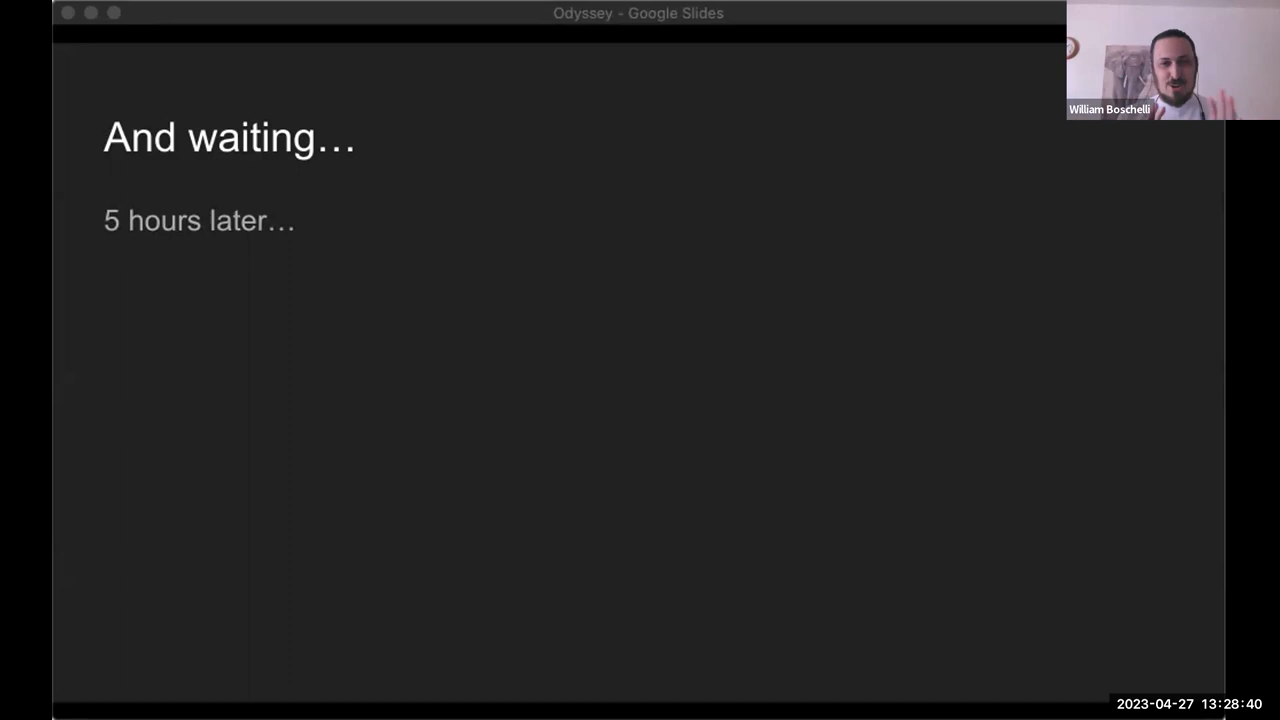 Odyssey - Google Slides
William Boschelli
And waiting…
5 hours later…
2023-04-27 13:28:40